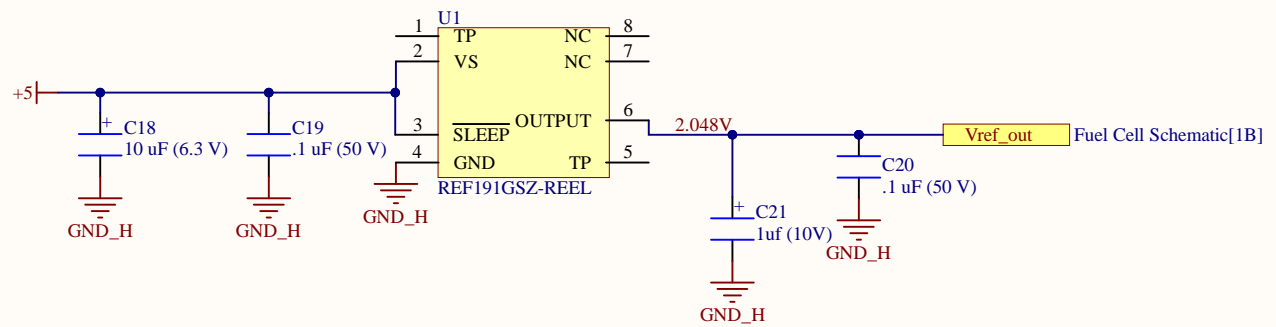 U1
1
TP
NC
8
2
VS
NC
7
+5
3
SLEEP
OUTPUT
6
2.048V
4
GND
TP
5
REF191GSZ-REEL
+
C18
10 uF (6.3 V)
GND_H
C19
.1 uF (50 V)
GND_H
GND_H
Vref_out
Fuel Cell Schematic[1B]
C20
.1 uF (50 V)
GND_H
+
C21
1uf (10V)
GND_H